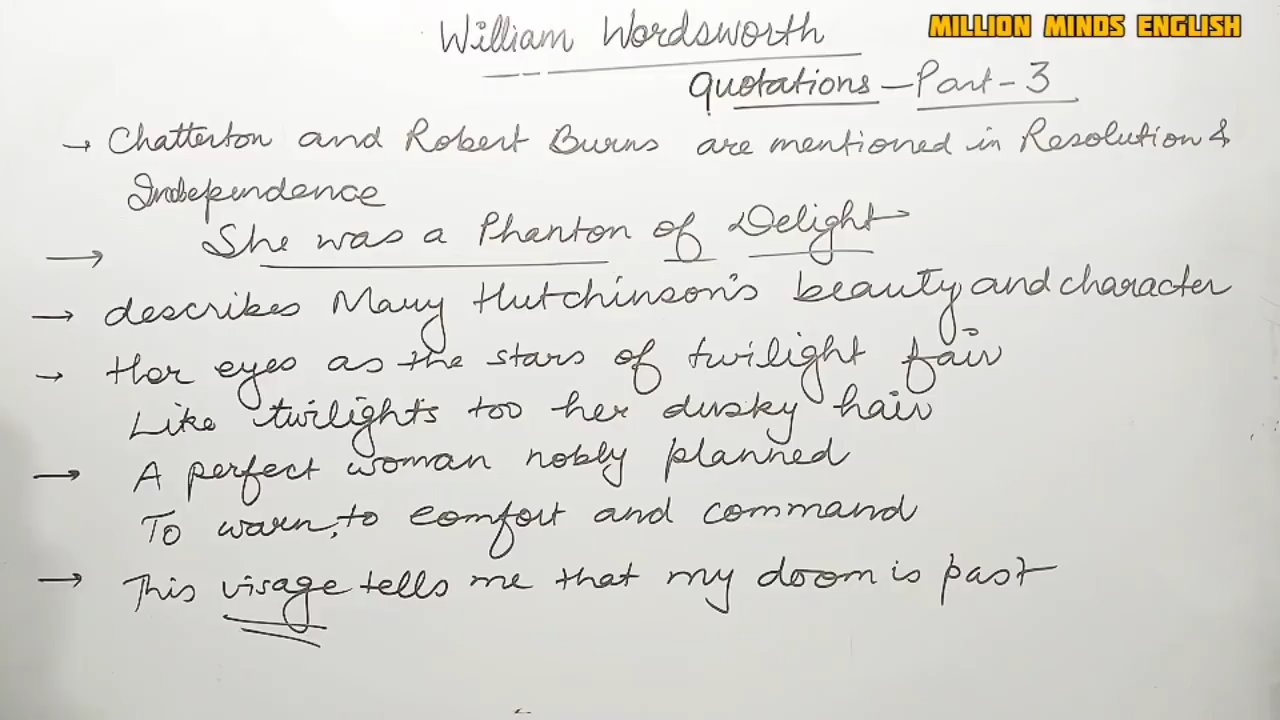 MILLION MINDS ENGLISH
William Wordsworth
Quotations - Part - 3
→ Chatterton and Robert Burns are mentioned in Resolution &
Independence
→ She was a Phanton of Delight
→ describes Mary Hutchinson's beauty and character
→ Her eyes as the stars of twilight fair
Like twilight's too her dusky hair
→ A perfect woman nobly planned
To warn, to comfort and command
→ This visage tells me that my doom is past